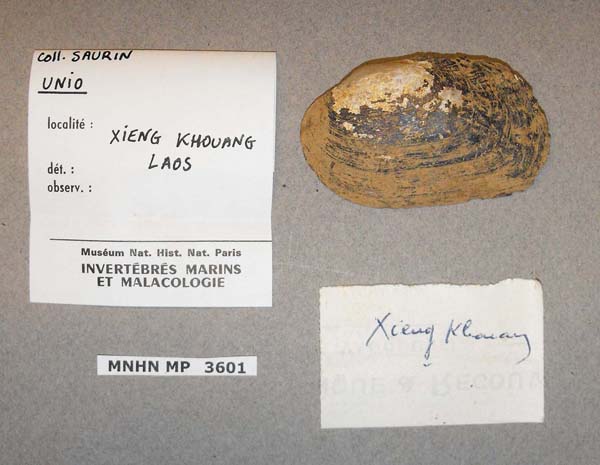 Coll. SAURIN
UNIO
localité :
XIENG KHOUANG
LAOS
dét. :
observ. :
Muséum Nat. Hist. Nat. Paris
INVERTÉBRÉS MARINS
ET MALACOLOGIE
MNHN MP 3601
Xieng Khouang